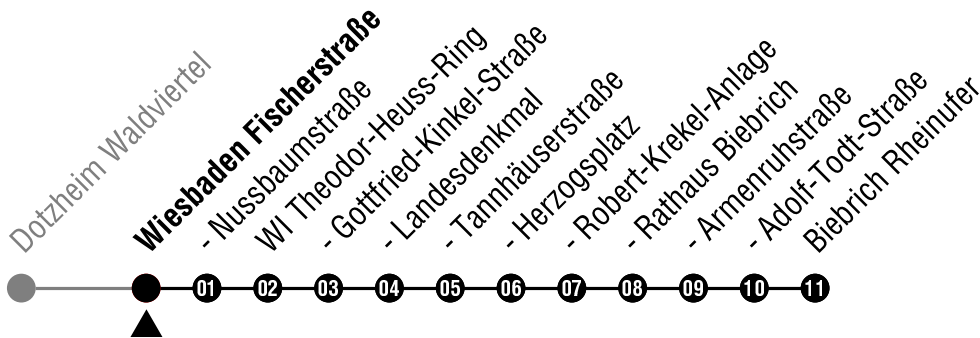 Dotzheim Waldviertel
Wiesbaden Fischerstraße
- Nussbaumstraße
WI Theodor-Heuss-Ring
- Gottfried-Kinkel-Straße
- Landesdenkmal
- Tannhäuserstraße
- Herzogsplatz
- Robert-Krekel-Anlage
- Rathaus Biebrich
- Armenruhstraße
- Adolf-Todt-Straße
Biebrich Rheinufer
01 02 03 04 05 06 07 08 09 10 11